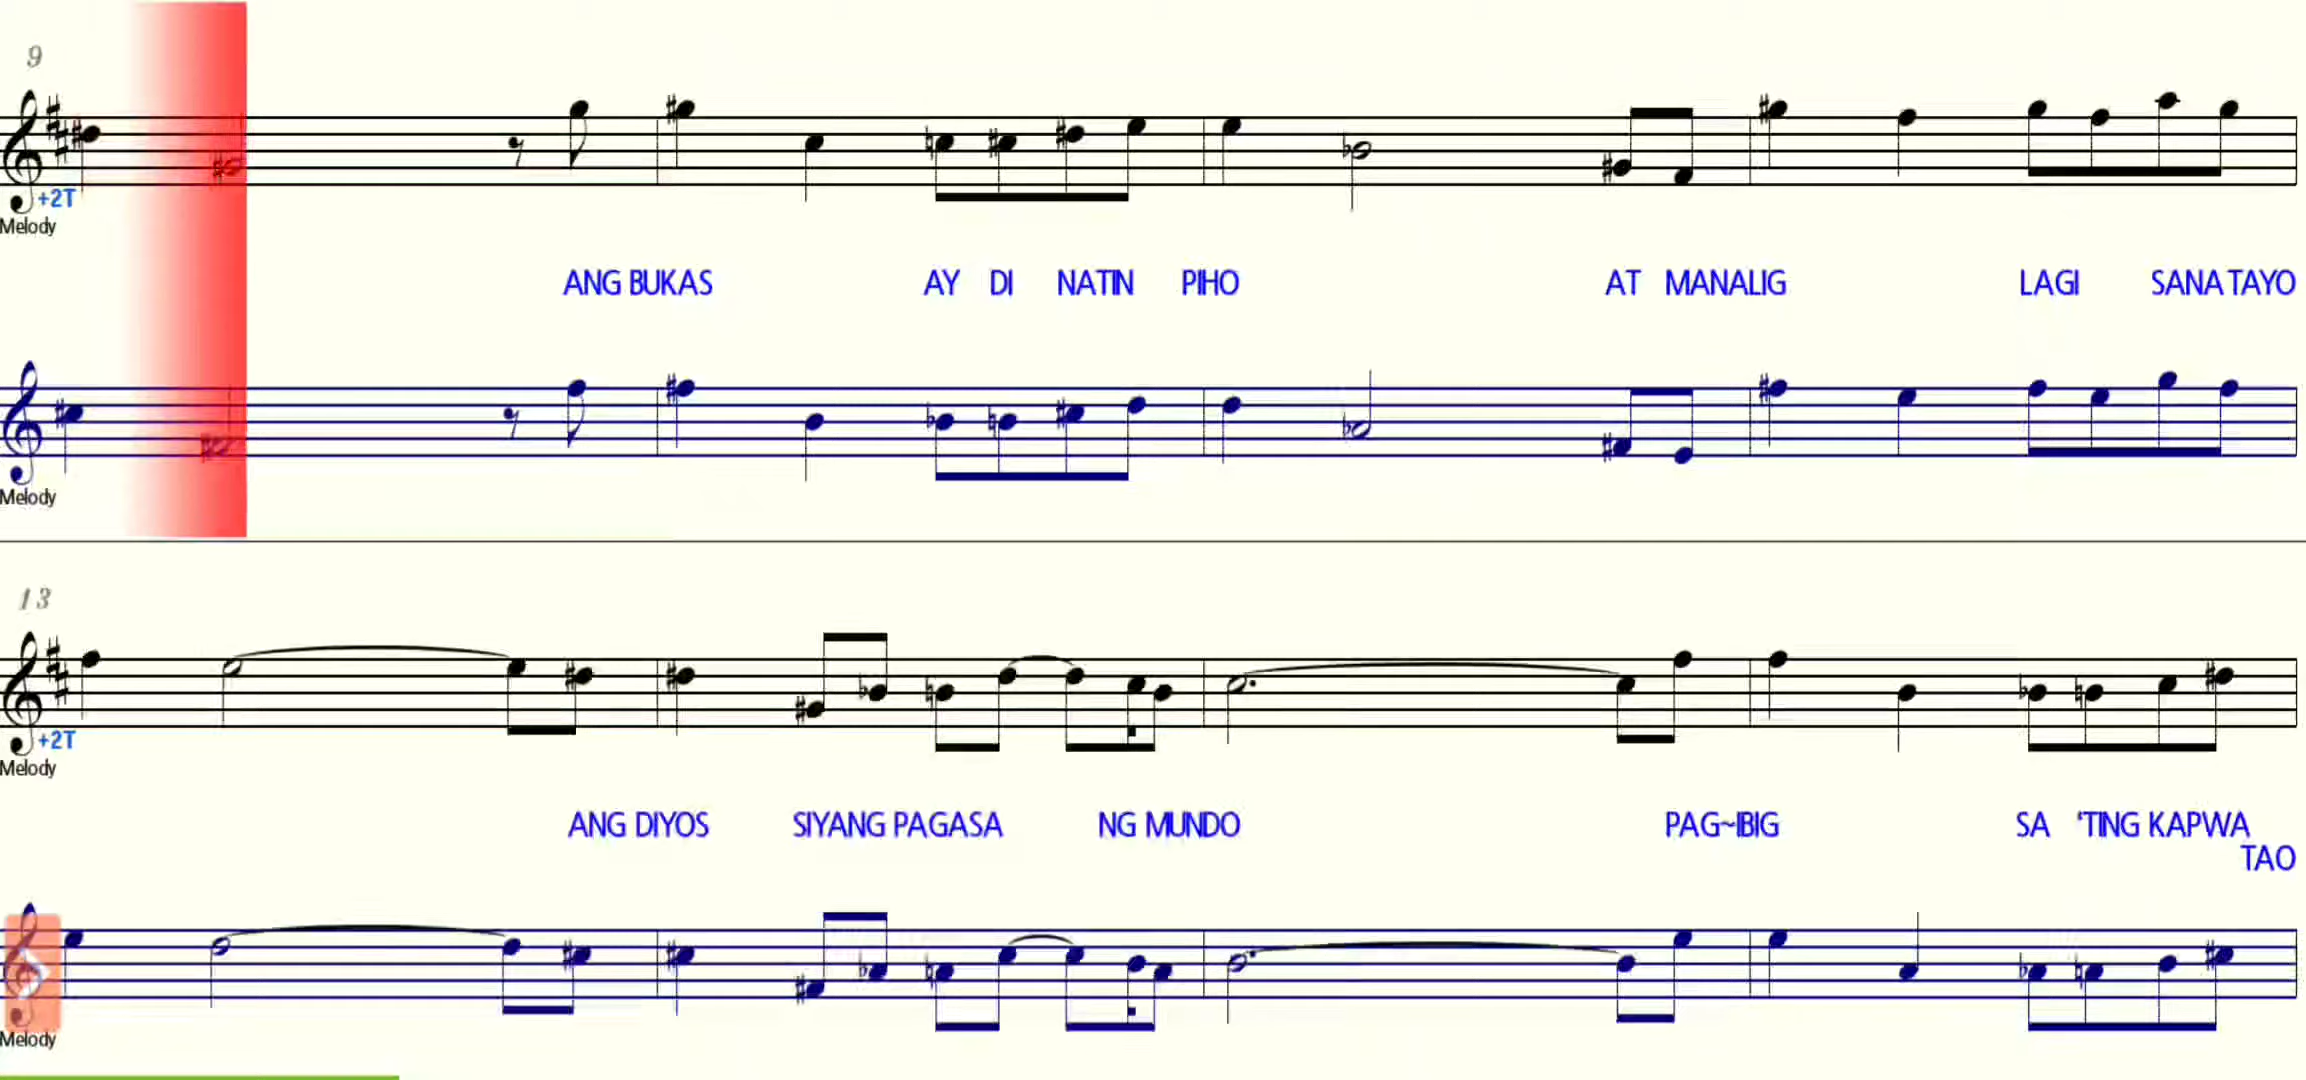 9
+2T
Melody
ANG BUKAS AY DI NATIN PIHO AT MANALIG LAGI SANA TAYO
Melody
13
+2T
Melody
ANG DIYOS SIYANG PAGASA NG MUNDO PAG~IBIG SA 'TING KAPWA
TAO
Melody